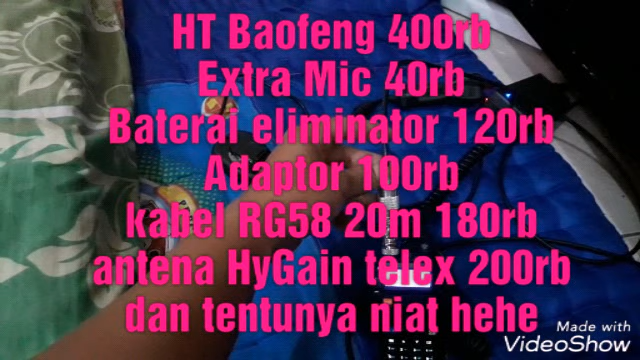 HT Baofeng 400rb
Extra Mic 40rb
Baterai eliminator 120rb
Adaptor 100rb
kabel RG58 20m 180rb
antena HyGain telex 200rb
dan tentunya niat hehe
Made with
VideoShow